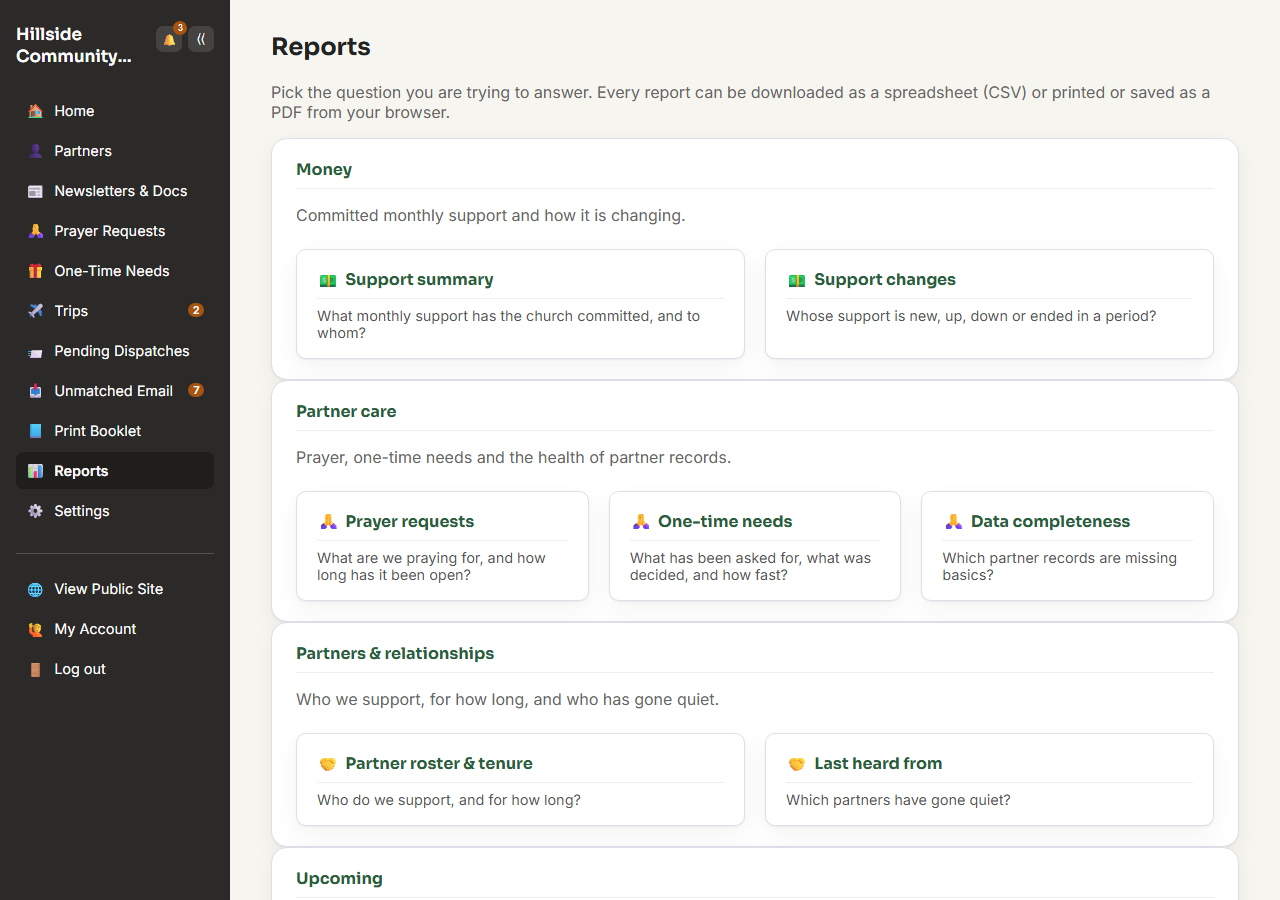 Hillside
Community...
3
Home
Partners
Newsletters & Docs
Prayer Requests
One-Time Needs
Trips
2
Pending Dispatches
Unmatched Email
7
Print Booklet
Reports
Settings
View Public Site
My Account
Log out
Reports
Pick the question you are trying to answer. Every report can be downloaded as a spreadsheet (CSV) or printed or saved as a
PDF from your browser.
Money
Committed monthly support and how it is changing.
Support summary
What monthly support has the church committed, and to
whom?
Support changes
Whose support is new, up, down or ended in a period?
Partner care
Prayer, one-time needs and the health of partner records.
Prayer requests
What are we praying for, and how
long has it been open?
One-time needs
What has been asked for, what was
decided, and how fast?
Data completeness
Which partner records are missing
basics?
Partners & relationships
Who we support, for how long, and who has gone quiet.
Partner roster & tenure
Who do we support, and for how long?
Last heard from
Which partners have gone quiet?
Upcoming